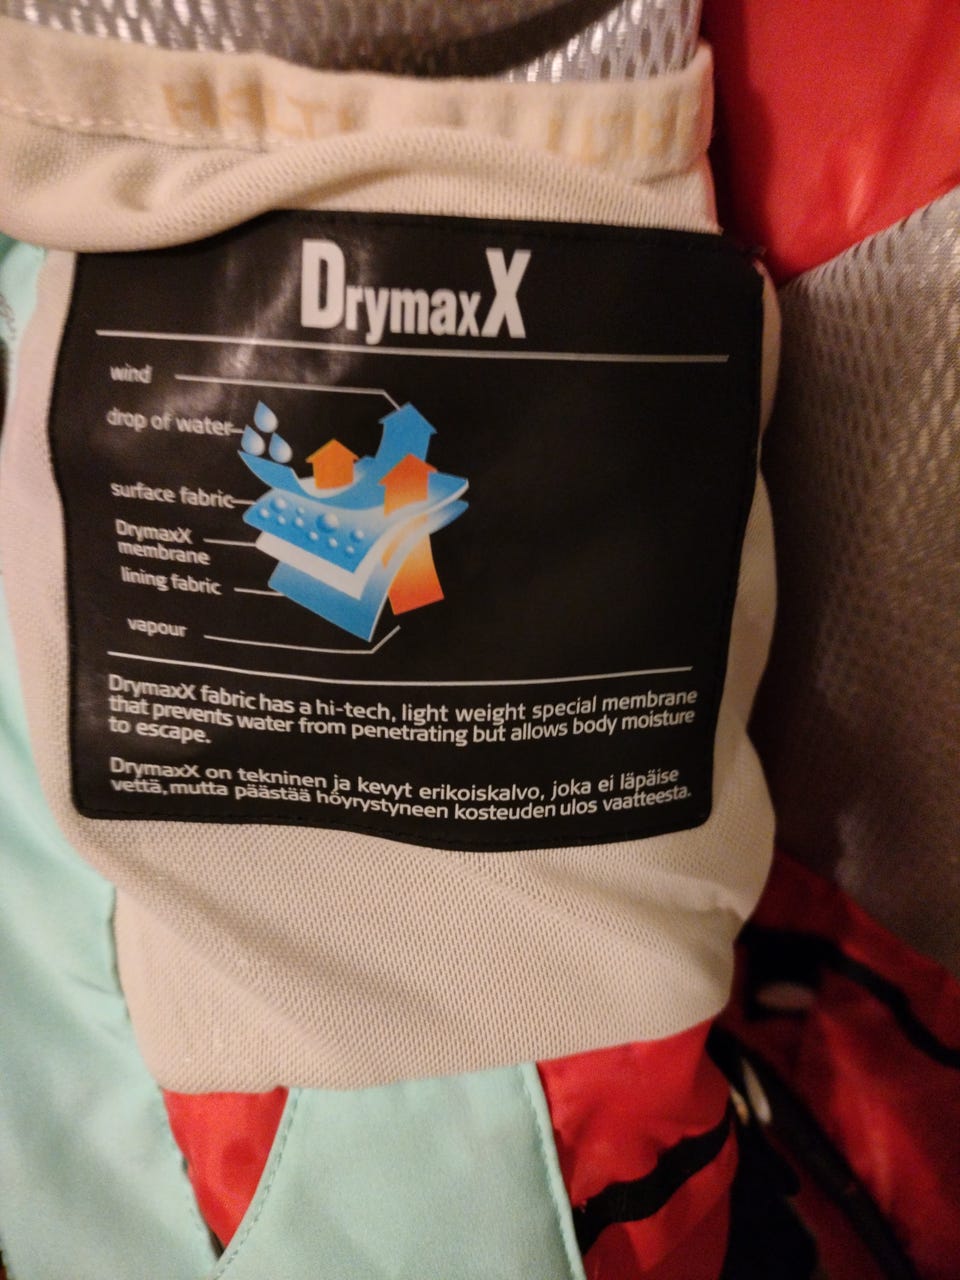 HALTI
DrymaxX
wind
drop of water
surface fabric
DrymaxX
membrane
lining fabric
vapour
DrymaxX fabric has a hi-tech, light weight special membrane
that prevents water from penetrating but allows body moisture
to escape.
DrymaxX on tekninen ja kevyt erikoiskalvo, joka ei läpäise
vettä, mutta päästää höyrystyneen kosteuden ulos vaatteesta.